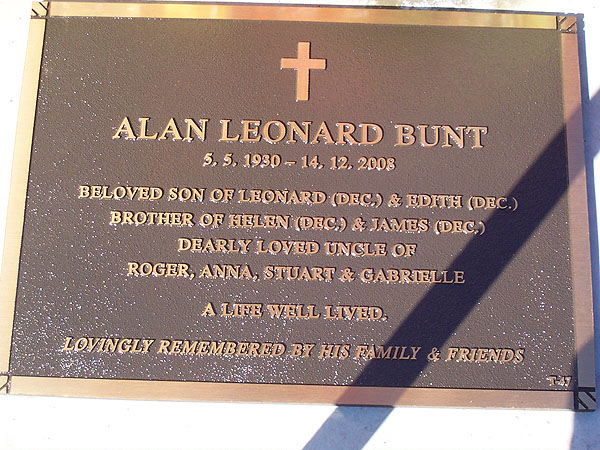 ALAN LEONARD BUNT
5. 5. 1930 – 14. 12. 2008
BELOVED SON OF LEONARD (DEC.) & EDITH (DEC.)
BROTHER OF HELEN (DEC.) & JAMES (DEC.)
DEARLY LOVED UNCLE OF
ROGER, ANNA, STUART & GABRIELLE
A LIFE WELL LIVED.
LOVINGLY REMEMBERED BY HIS FAMILY & FRIENDS